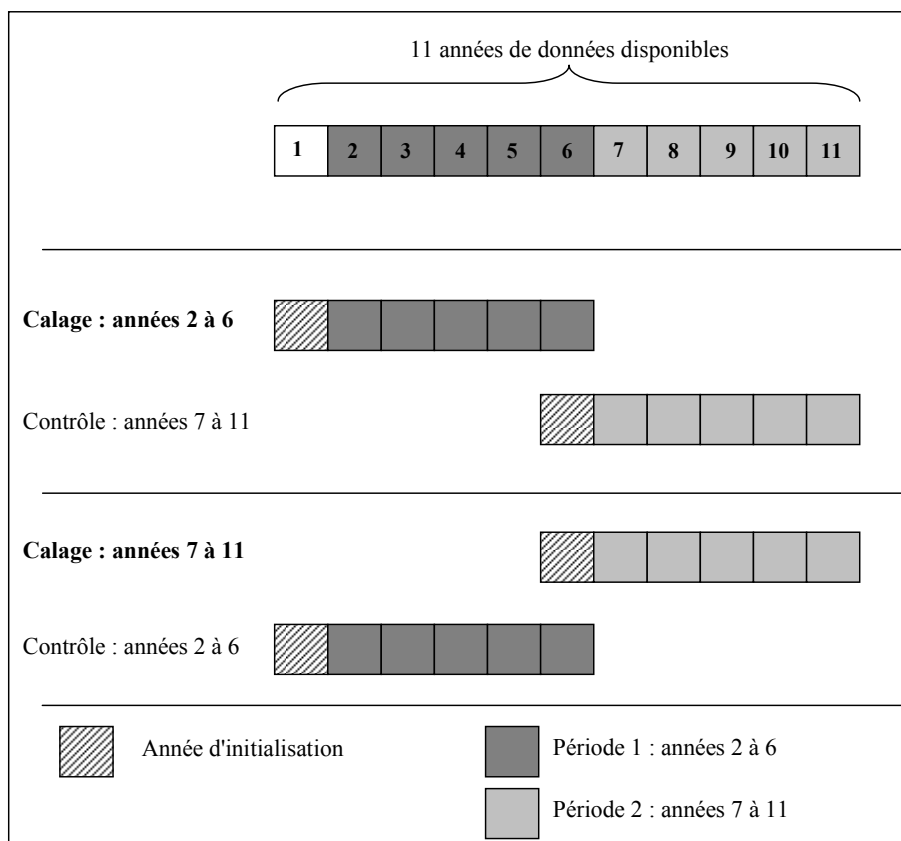 11 années de données disponibles
1 2 3 4 5 6 7 8 9 10 11
Calage : années 2 à 6
Contrôle : années 7 à 11
Calage : années 7 à 11
Contrôle : années 2 à 6
Année d'initialisation
Période 1 : années 2 à 6
Période 2 : années 7 à 11